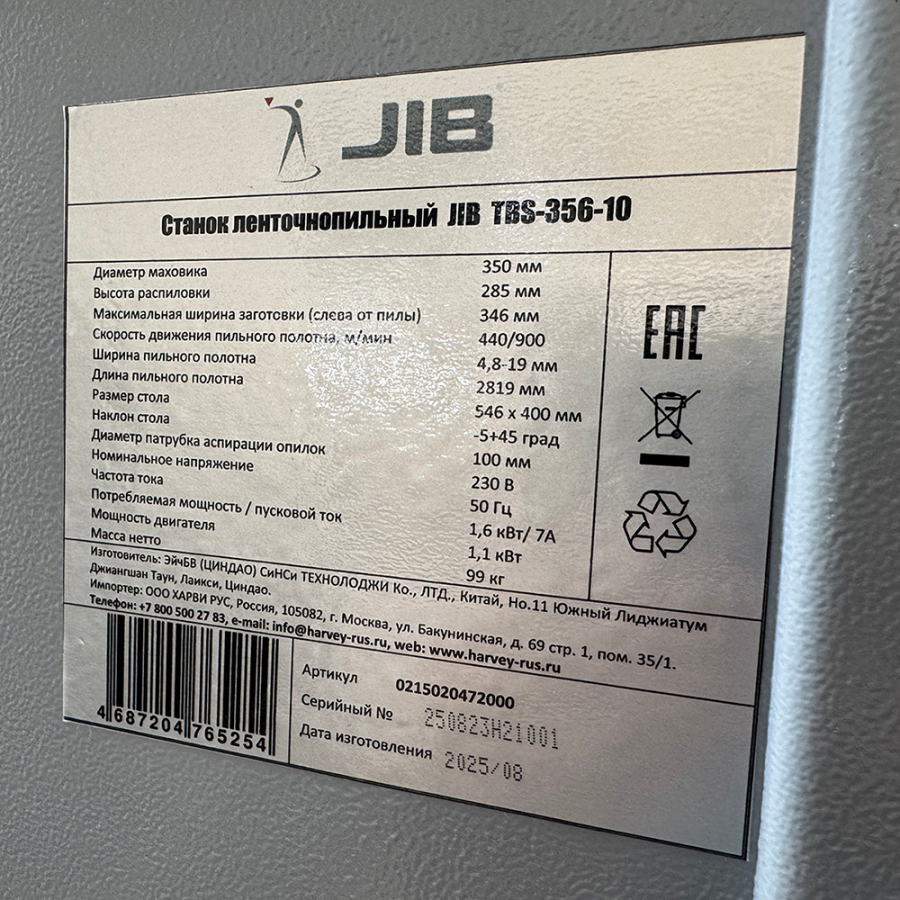 JIB
Станок ленточнопильный JIB TBS-356-10
Диаметр маховика 350 мм
Высота распиловки 285 мм
Максимальная ширина заготовки (слева от пилы) 346 мм
Скорость движения пильного полотна, м/мин 440/900
Ширина пильного полотна 4,8-19 мм
Длина пильного полотна 2819 мм
Размер стола 546 x 400 мм
Наклон стола -5+45 град
Диаметр патрубка аспирации опилок 100 мм
Номинальное напряжение 230 В
Частота тока 50 Гц
Потребляемая мощность / пусковой ток 1,6 кВт/ 7А
Мощность двигателя 1,1 кВт
Масса нетто 99 кг
EAC
Изготовитель: ЭйчБВ (ЦИНДАО) СиНСи ТЕХНОЛОДЖИ Ко., ЛТД., Китай, Но.11 Южный Лиджиатум
Джиангшан Таун, Лаикси, Циндао.
Импортер: ООО ХАРВИ РУС, Россия, 105082, г. Москва, ул. Бакунинская, д. 69 стр. 1, пом. 35/1.
Телефон: +7 800 500 27 83, e-mail: info@harvey-rus.ru, web: www.harvey-rus.ru
4 687204 765254
Артикул 0215020472000
Серийный № 250823H21001
Дата изготовления 2025/08